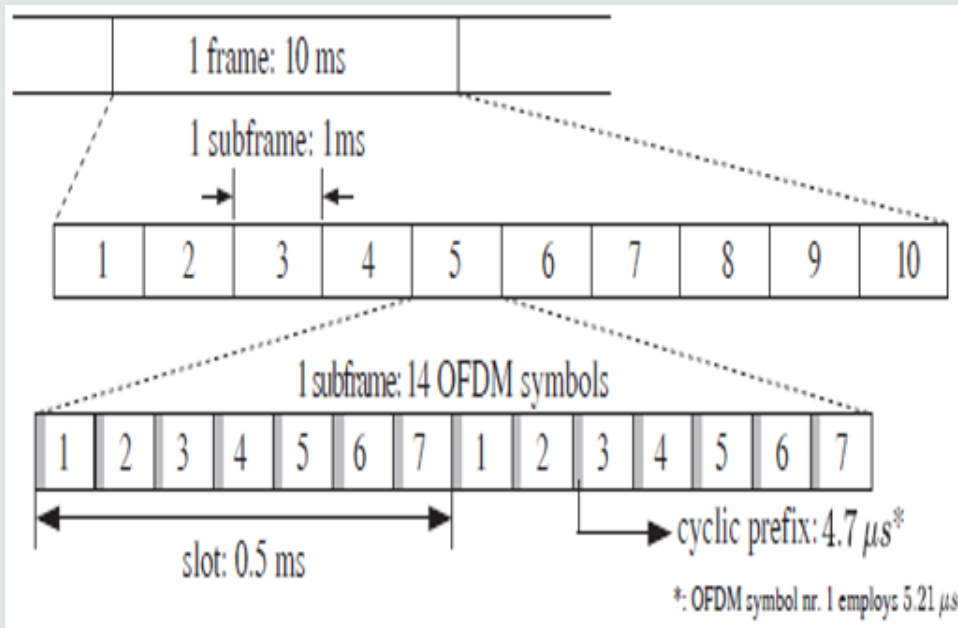 1 frame: 10 ms
1 subframe: 1ms
1 2 3 4 5 6 7 8 9 10
1 subframe: 14 OFDM symbols
1 2 3 4 5 6 7 1 2 3 4 5 6 7
cyclic prefix: 4.7 μs*
slot: 0.5 ms
*: OFDM symbol nr. 1 employs 5.21 μs